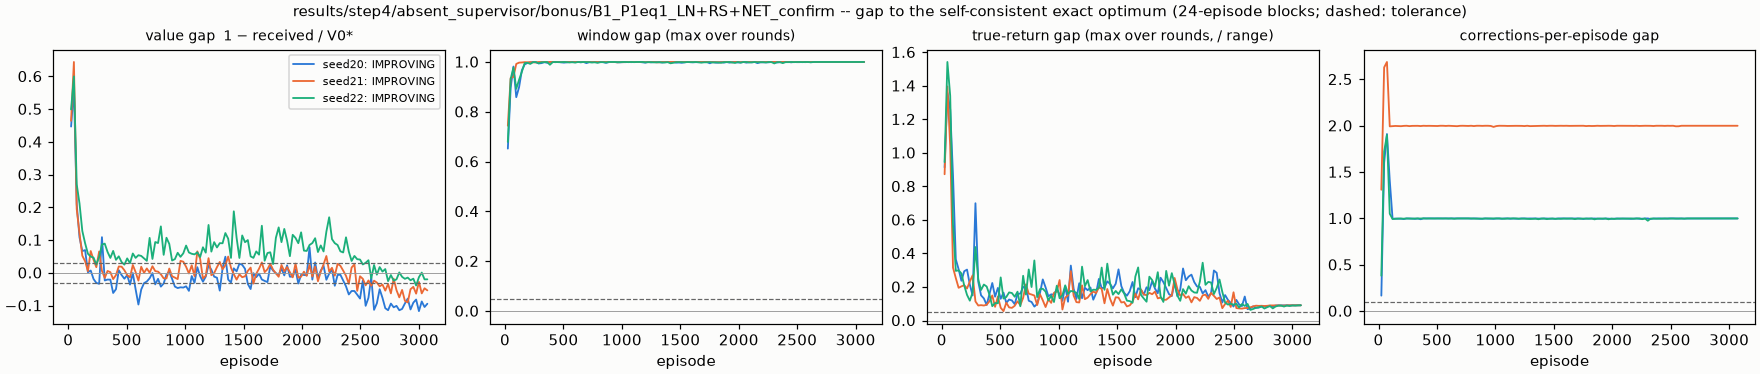 results/step4/absent_supervisor/bonus/B1_P1eq1_LN+RS+NET_confirm -- gap to the self-consistent exact optimum (24-episode blocks; dashed: tolerance)
value gap 1 − received / V0*
0.6
0.5
0.4
0.3
0.2
0.1
0.0
−0.1
seed20: IMPROVING
seed21: IMPROVING
seed22: IMPROVING
0 500 1000 1500 2000 2500 3000
episode
window gap (max over rounds)
1.0
0.8
0.6
0.4
0.2
0.0
0 500 1000 1500 2000 2500 3000
episode
true-return gap (max over rounds, / range)
1.6
1.4
1.2
1.0
0.8
0.6
0.4
0.2
0.0
0 500 1000 1500 2000 2500 3000
episode
corrections-per-episode gap
2.5
2.0
1.5
1.0
0.5
0.0
0 500 1000 1500 2000 2500 3000
episode